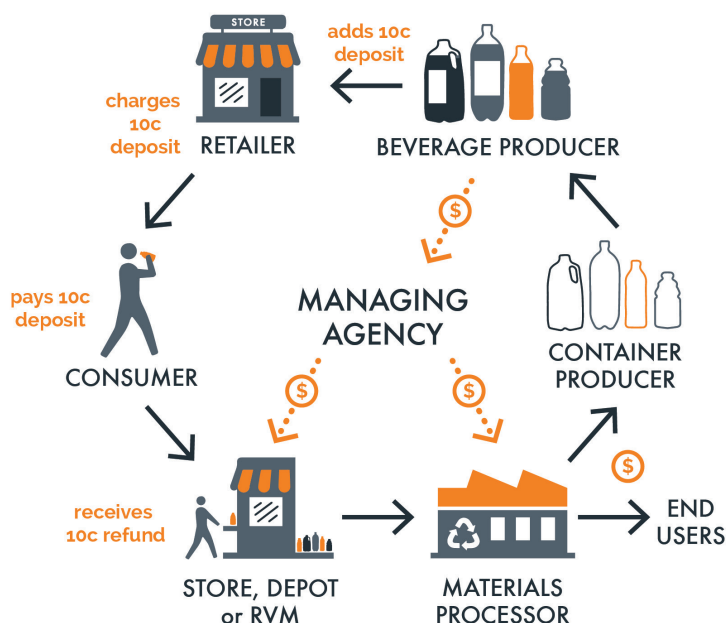 STORE
adds 10c
deposit
charges
10c
deposit
RETAILER
BEVERAGE PRODUCER
$
pays 10c
deposit
MANAGING
AGENCY
CONSUMER
CONTAINER
PRODUCER
$
$
$
receives
10c refund
END
USERS
STORE, DEPOT
or RVM
MATERIALS
PROCESSOR